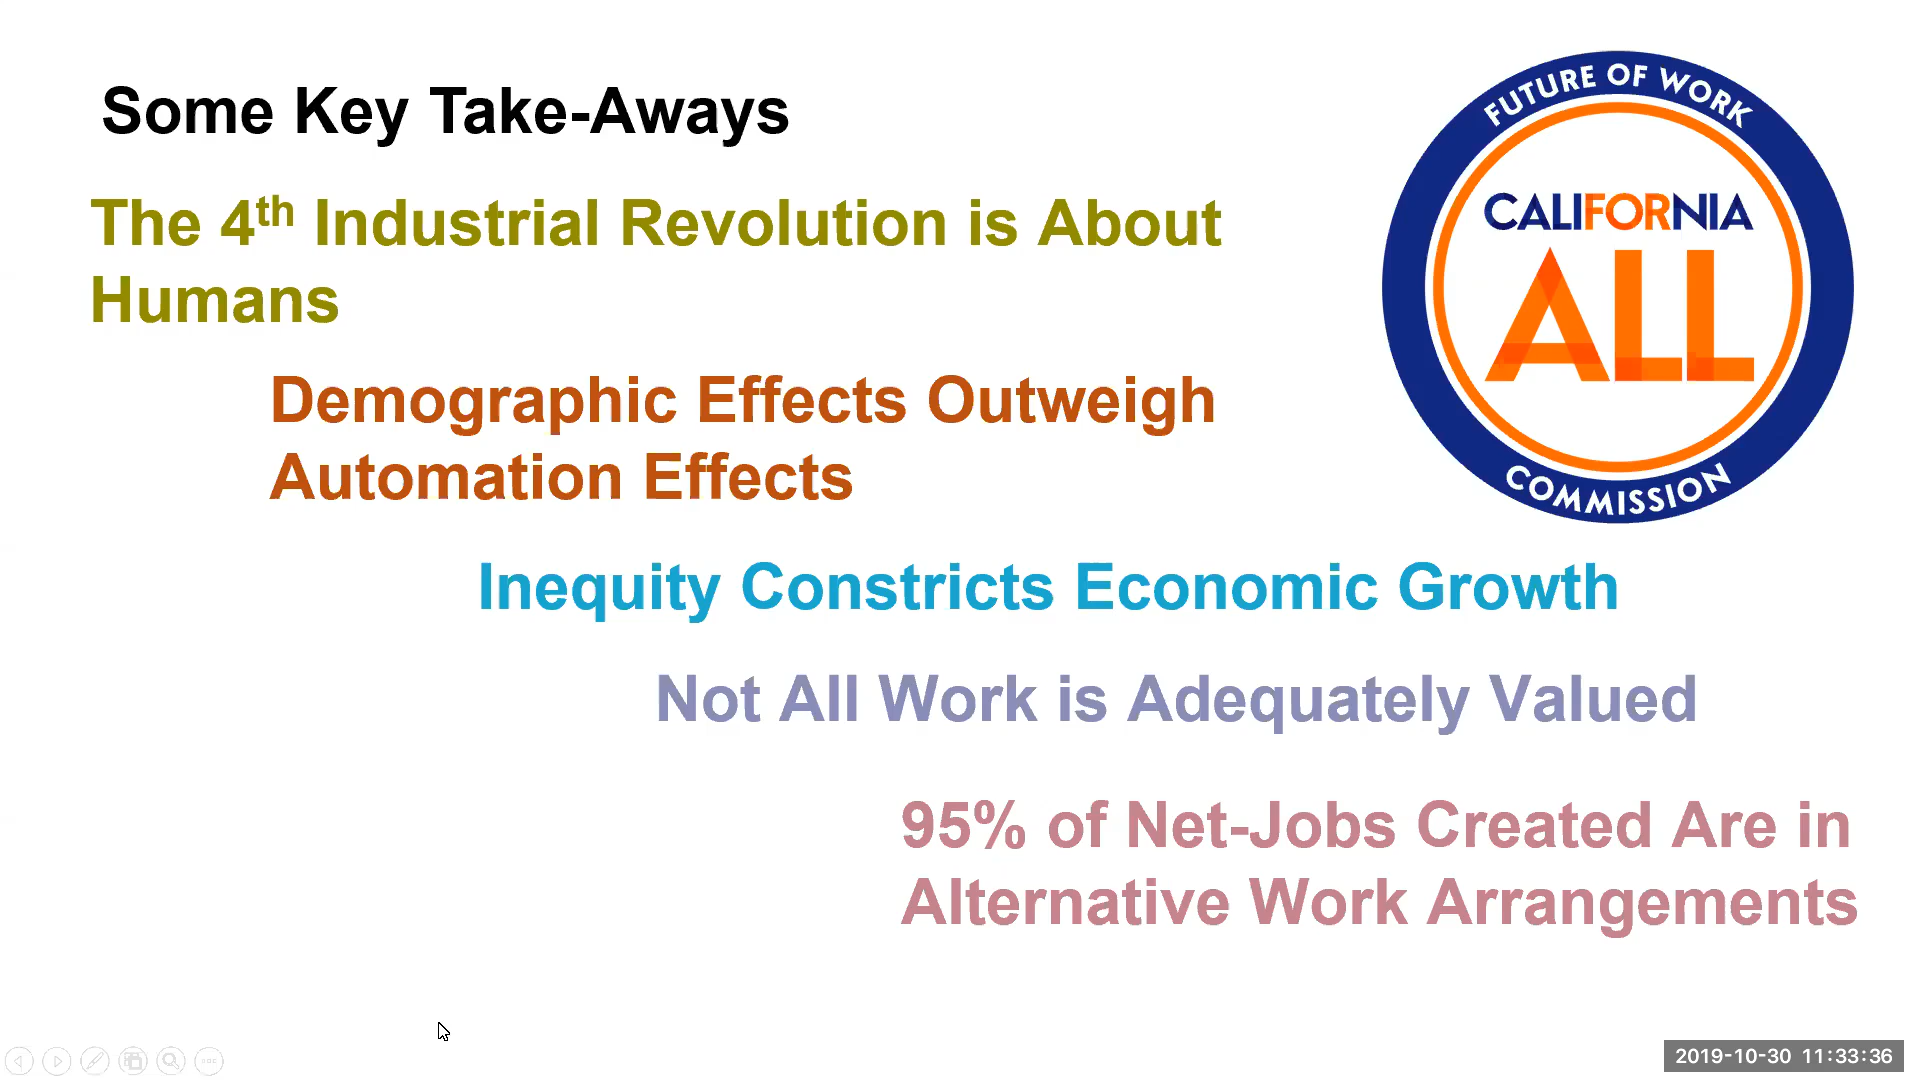 Some Key Take-Aways
FUTURE OF WORK
CALIFORNIA
ALL
COMMISSION
The 4th Industrial Revolution is About
Humans
Demographic Effects Outweigh
Automation Effects
Inequity Constricts Economic Growth
Not All Work is Adequately Valued
95% of Net-Jobs Created Are in
Alternative Work Arrangements
2019-10-30 11:33:36